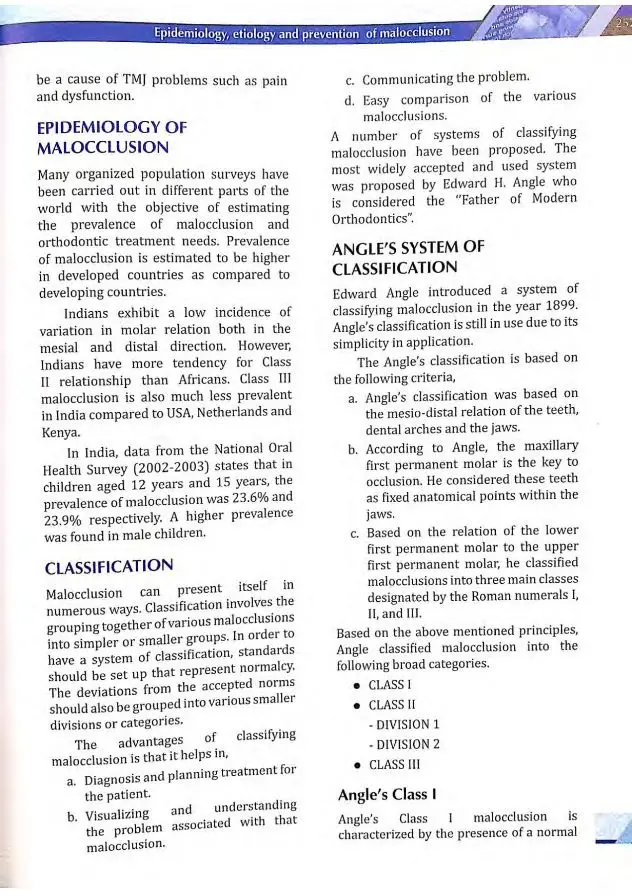 Epidemiology, etiology and prevention of malocclusion
be a cause of TMJ problems such as pain
and dysfunction.
EPIDEMIOLOGY OF
MALOCCLUSION
Many organized population surveys have
been carried out in different parts of the
world with the objective of estimating
the prevalence of malocclusion and
orthodontic treatment needs. Prevalence
of malocclusion is estimated to be higher
in developed countries as compared to
developing countries.
Indians exhibit a low incidence of
variation in molar relation both in the
mesial and distal direction. However,
Indians have more tendency for Class
II relationship than Africans. Class III
malocclusion is also much less prevalent
in India compared to USA, Netherlands and
Kenya.
In India, data from the National Oral
Health Survey (2002-2003) states that in
children aged 12 years and 15 years, the
prevalence of malocclusion was 23.6% and
23.9% respectively. A higher prevalence
was found in male children.
CLASSIFICATION
Malocclusion can present itself in
numerous ways. Classification involves the
grouping together of various malocclusions
into simpler or smaller groups. In order to
have a system of classification, standards
should be set up that represent normalcy.
The deviations from the accepted norms
should also be grouped into various smaller
divisions or categories.
The advantages of classifying
malocclusion is that it helps in,
a. Diagnosis and planning treatment for
the patient.
b. Visualizing and understanding
the problem associated with that
malocclusion.
c. Communicating the problem.
d. Easy comparison of the various
malocclusions.
A number of systems of classifying
malocclusion have been proposed. The
most widely accepted and used system
was proposed by Edward H. Angle who
is considered the "Father of Modern
Orthodontics".
ANGLE'S SYSTEM OF
CLASSIFICATION
Edward Angle introduced a system of
classifying malocclusion in the year 1899.
Angle's classification is still in use due to its
simplicity in application.
The Angle's classification is based on
the following criteria,
a. Angle's classification was based on
the mesio-distal relation of the teeth,
dental arches and the jaws.
b. According to Angle, the maxillary
first permanent molar is the key to
occlusion. He considered these teeth
as fixed anatomical points within the
jaws.
c. Based on the relation of the lower
first permanent molar to the upper
first permanent molar, he classified
malocclusions into three main classes
designated by the Roman numerals I,
II, and III.
Based on the above mentioned principles,
Angle classified malocclusion into the
following broad categories.
• CLASS I
• CLASS II
- DIVISION 1
- DIVISION 2
• CLASS III
Angle's Class I
Angle's Class I malocclusion is
characterized by the presence of a normal